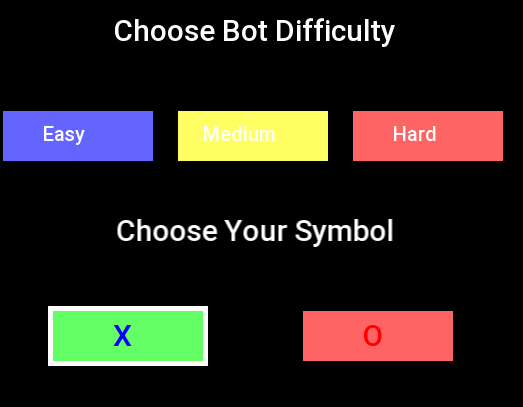 Choose Bot Difficulty
Easy Medium Hard
Choose Your Symbol
X O